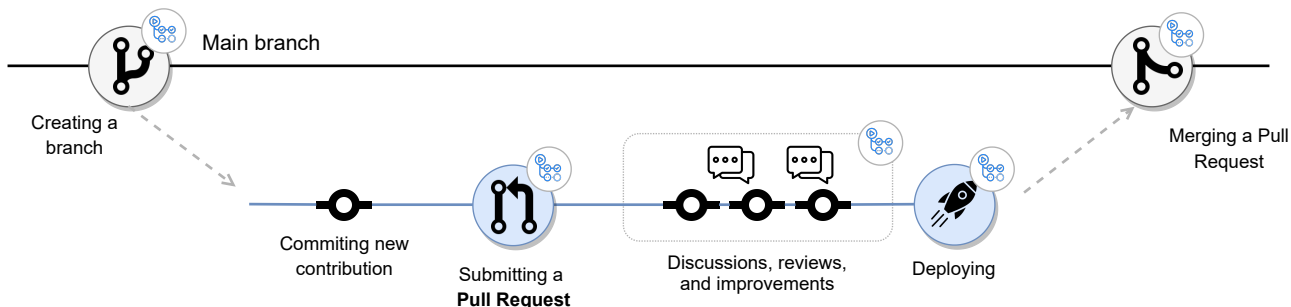 Main branch
Creating a
branch
Merging a Pull
Request
Commiting new
contribution
Submitting a
Pull Request
Discussions, reviews,
and improvements
Deploying